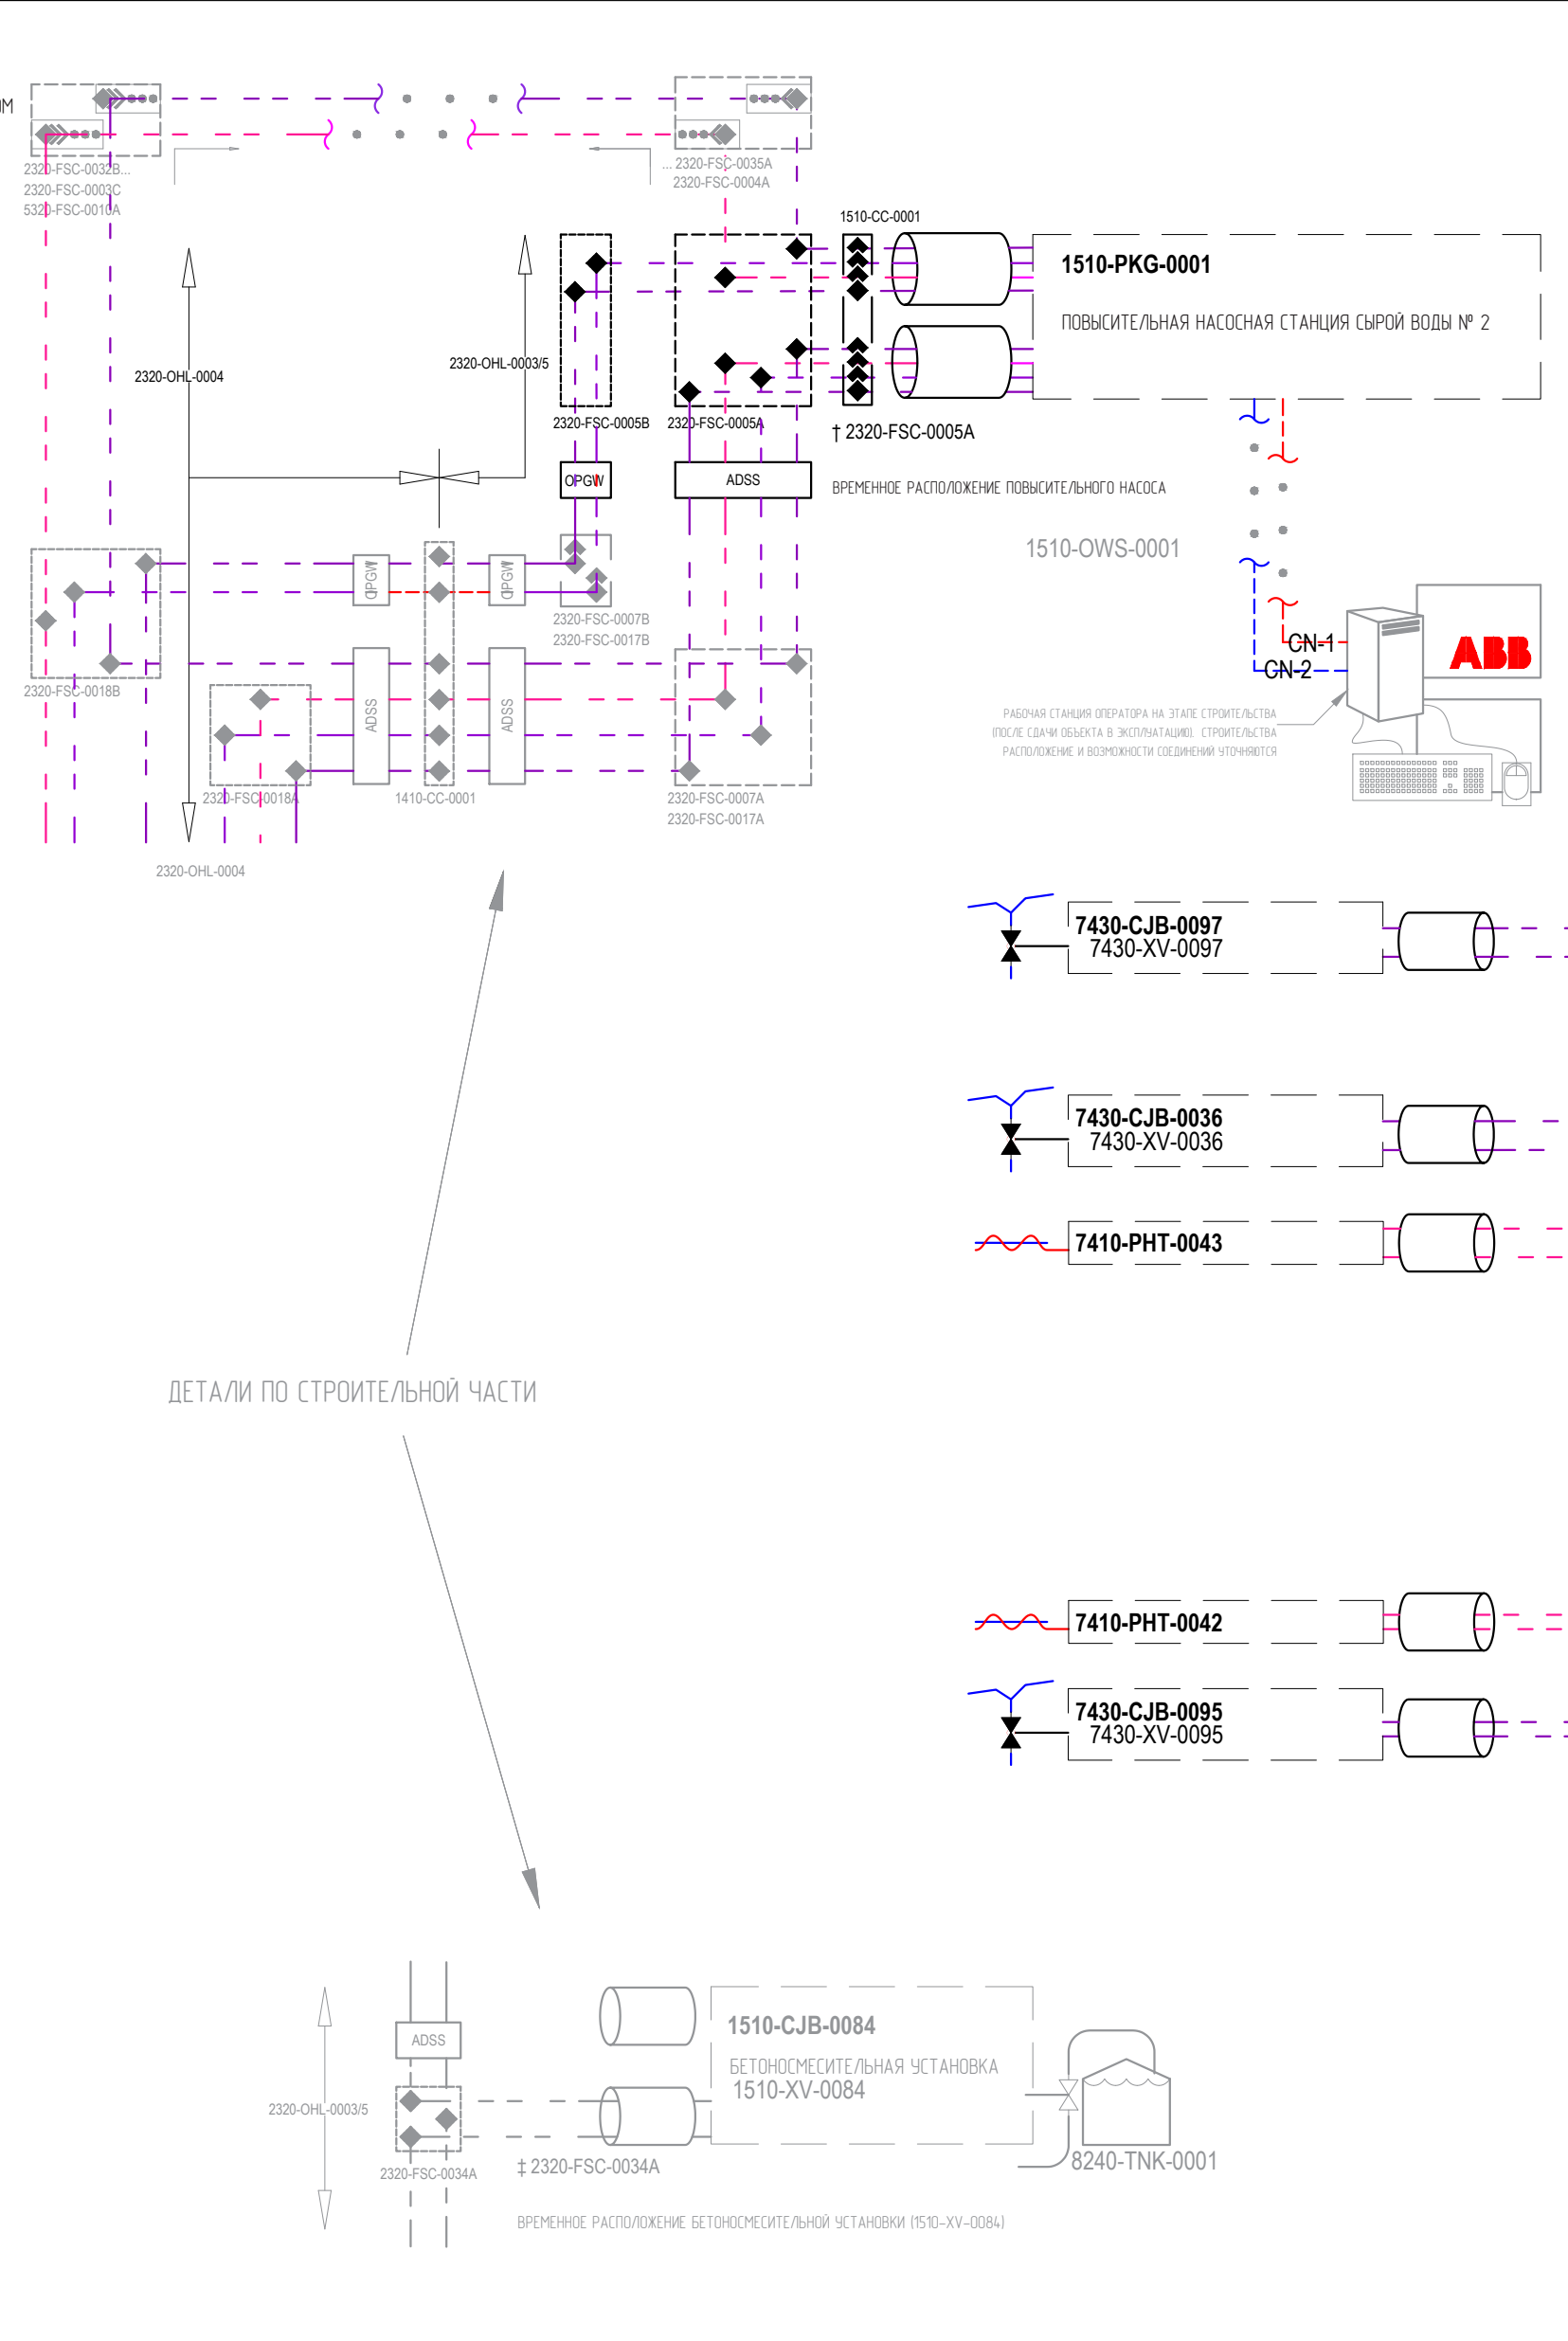 ОМ
2320-FSC-0032B...
2320-FSC-0003C
5320-FSC-0010A
... 2320-FSC-0035A
2320-FSC-0004A
1510-CC-0001
1510-PKG-0001
ПОВЫСИТЕЛЬНАЯ НАСОСНАЯ СТАНЦИЯ СЫРОЙ ВОДЫ № 2
2320-OHL-0004
2320-OHL-0003/5
2320-FSC-0005B
2320-FSC-0005A
† 2320-FSC-0005A
OPGW
ADSS
ВРЕМЕННОЕ РАСПОЛОЖЕНИЕ ПОВЫСИТЕЛЬНОГО НАСОСА
1510-OWS-0001
OPGW
OPGW
2320-FSC-0007B
2320-FSC-0017B
CN-1
CN-2
ABB
2320-FSC-0018B
ADSS
ADSS
РАБОЧАЯ СТАНЦИЯ ОПЕРАТОРА НА ЭТАПЕ СТРОИТЕЛЬСТВА
(ПОСЛЕ СДАЧИ ОБЪЕКТА В ЭКСПЛУАТАЦИЮ). СТРОИТЕЛЬСТВА
РАСПОЛОЖЕНИЕ И ВОЗМОЖНОСТИ СОЕДИНЕНИЙ УТОЧНЯЮТСЯ
2320-FSC-0018A
1410-CC-0001
2320-FSC-0007A
2320-FSC-0017A
2320-OHL-0004
7430-CJB-0097
7430-XV-0097
7430-CJB-0036
7430-XV-0036
7410-PHT-0043
ДЕТАЛИ ПО СТРОИТЕЛЬНОЙ ЧАСТИ
7410-PHT-0042
7430-CJB-0095
7430-XV-0095
1510-CJB-0084
ADSS
БЕТОНОСМЕСИТЕЛЬНАЯ УСТАНОВКА
1510-XV-0084
2320-OHL-0003/5
2320-FSC-0034A
‡ 2320-FSC-0034A
8240-TNK-0001
ВРЕМЕННОЕ РАСПОЛОЖЕНИЕ БЕТОНОСМЕСИТЕЛЬНОЙ УСТАНОВКИ (1510-XV-0084)